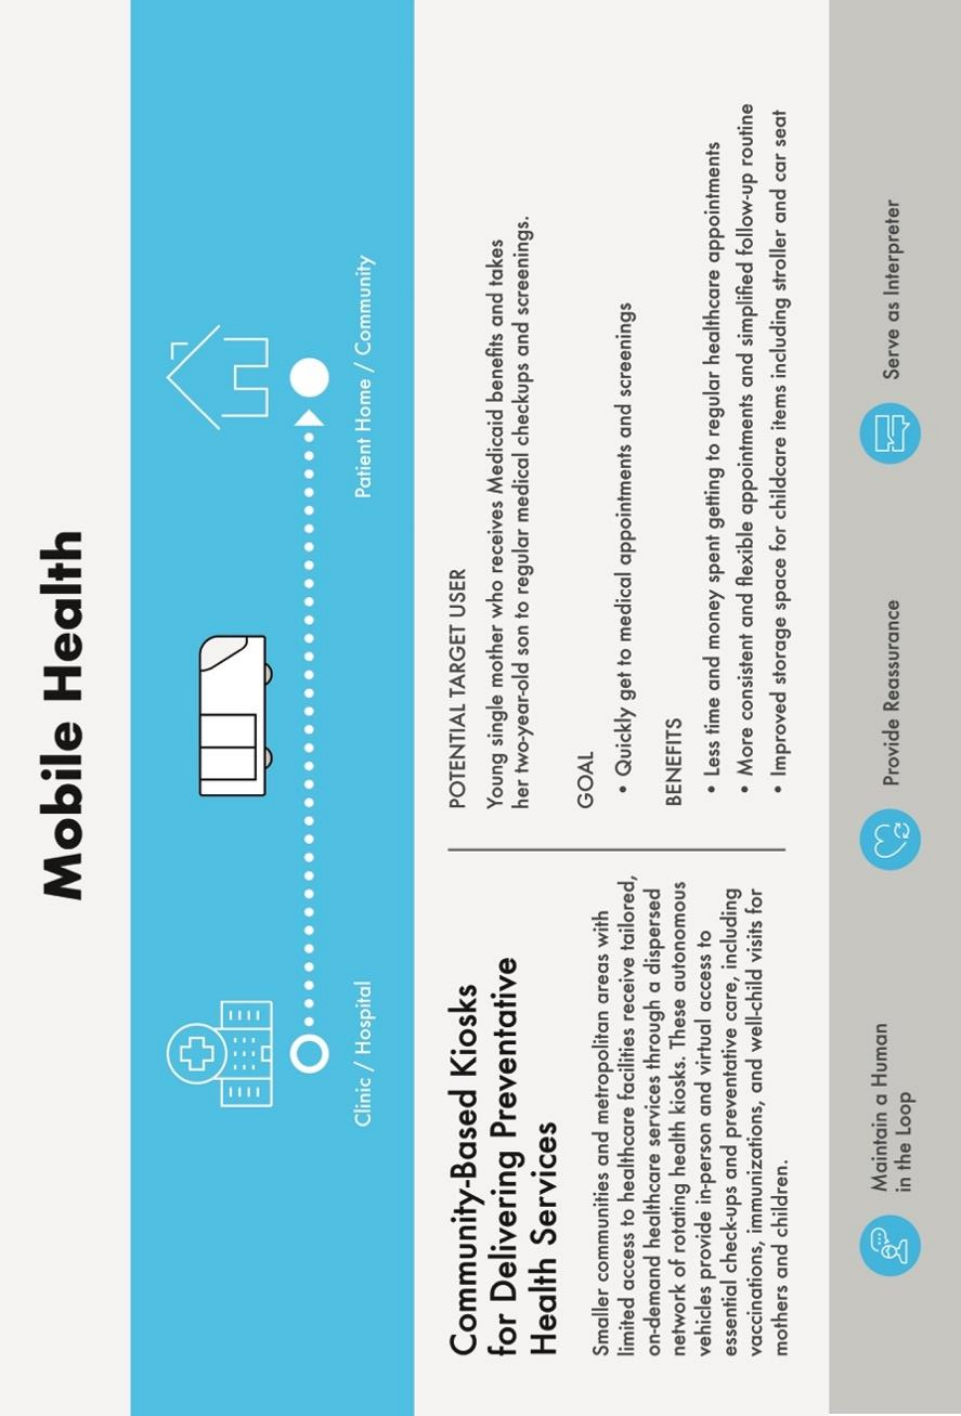 Mobile Health
Clinic / Hospital
Patient Home / Community
Community-Based Kiosks
for Delivering Preventative
Health Services
Smaller communities and metropolitan areas with
limited access to healthcare facilities receive tailored,
on-demand healthcare services through a dispersed
network of rotating health kiosks. These autonomous
vehicles provide in-person and virtual access to
essential check-ups and preventative care, including
vaccinations, immunizations, and well-child visits for
mothers and children.
POTENTIAL TARGET USER
Young single mother who receives Medicaid benefits and takes
her two-year-old son to regular medical checkups and screenings.
GOAL
• Quickly get to medical appointments and screenings
BENEFITS
• Less time and money spent getting to regular healthcare appointments
• More consistent and flexible appointments and simplified follow-up routine
• Improved storage space for childcare items including stroller and car seat
Maintain a Human
in the Loop
Provide Reassurance
Serve as Interpreter